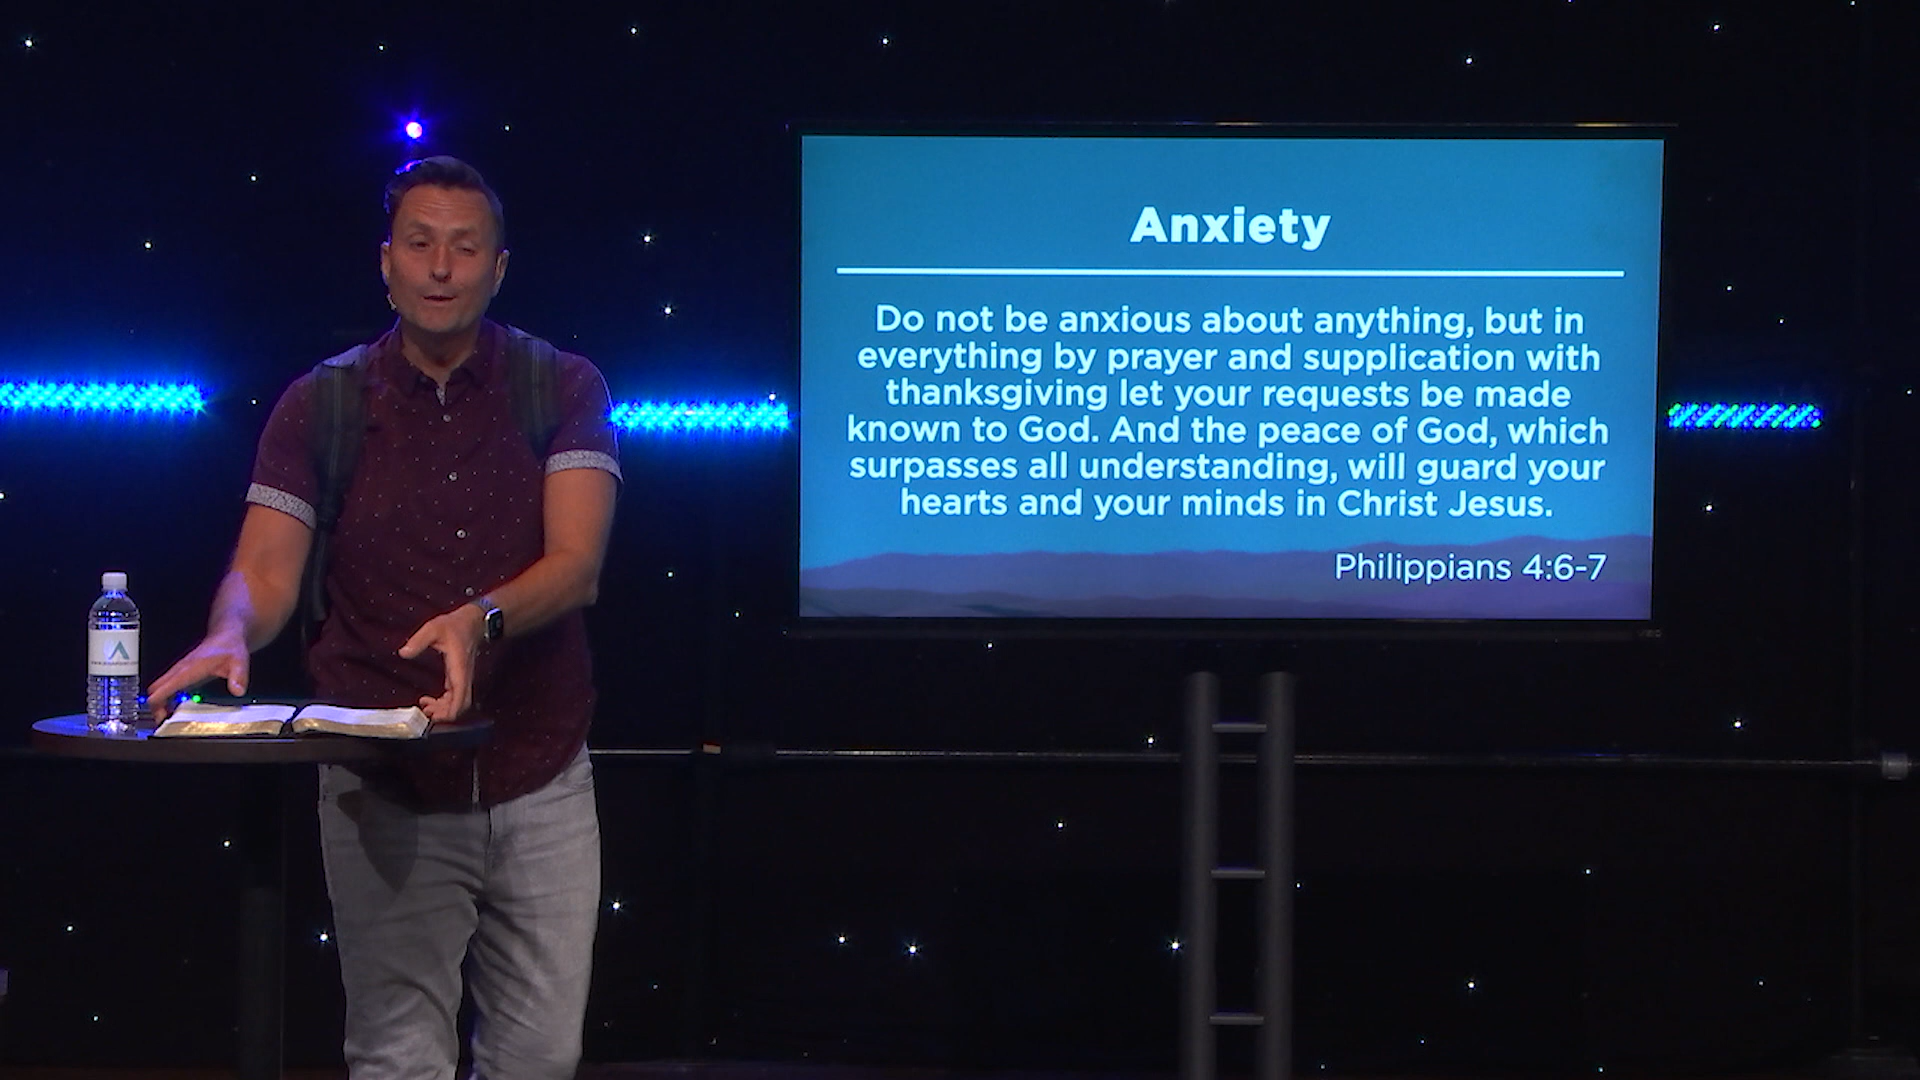 Anxiety
Do not be anxious about anything, but in
everything by prayer and supplication with
thanksgiving let your requests be made
known to God. And the peace of God, which
surpasses all understanding, will guard your
hearts and your minds in Christ Jesus.
Philippians 4:6-7